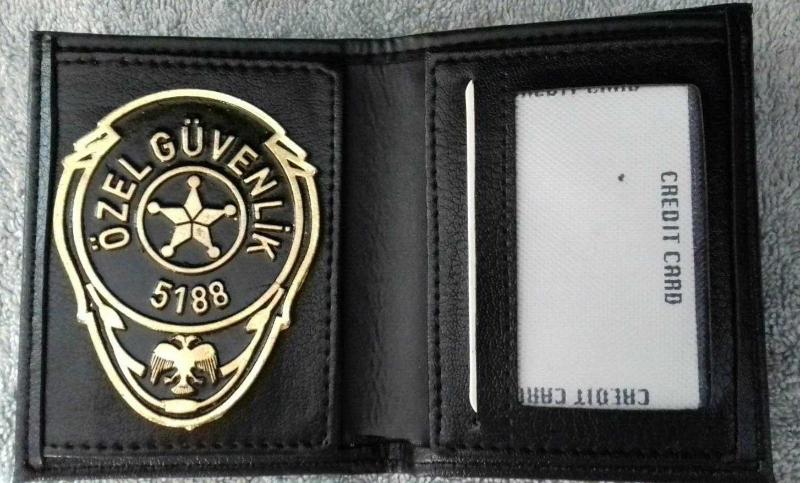 ÖZEL GÜVENLİK
5188
CREDIT CARD
CREDIT CARD